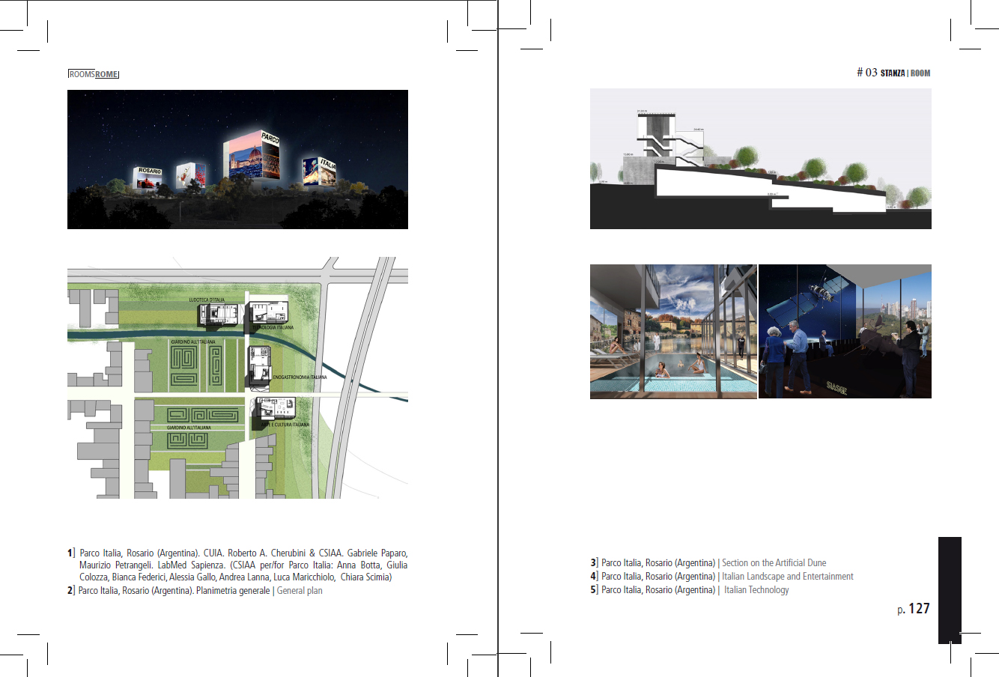 ROOMSROME
ROSARIO
PARCO
ITALIA
LUDOTECA D'ITALIA
TECNOLOGIA ITALIANA
GIARDINO ALL'ITALIANA
ENOGASTRONOMIA ITALIANA
ARTE E CULTURA ITALIANA
GIARDINO ALL'ITALIANA
1] Parco Italia, Rosario (Argentina). CUIA. Roberto A. Cherubini & CSIAA. Gabriele Paparo,
Maurizio Petrangeli. LabMed Sapienza. (CSIAA per/for Parco Italia: Anna Botta, Giulia
Colozza, Bianca Federici, Alessia Gallo, Andrea Lanna, Luca Maricchiolo, Chiara Scimia)
2] Parco Italia, Rosario (Argentina). Planimetria generale | General plan
# 03 STANZA | ROOM
SIASGE
3] Parco Italia, Rosario (Argentina) | Section on the Artificial Dune
4] Parco Italia, Rosario (Argentina) | Italian Landscape and Entertainment
5] Parco Italia, Rosario (Argentina) | Italian Technology
p. 127